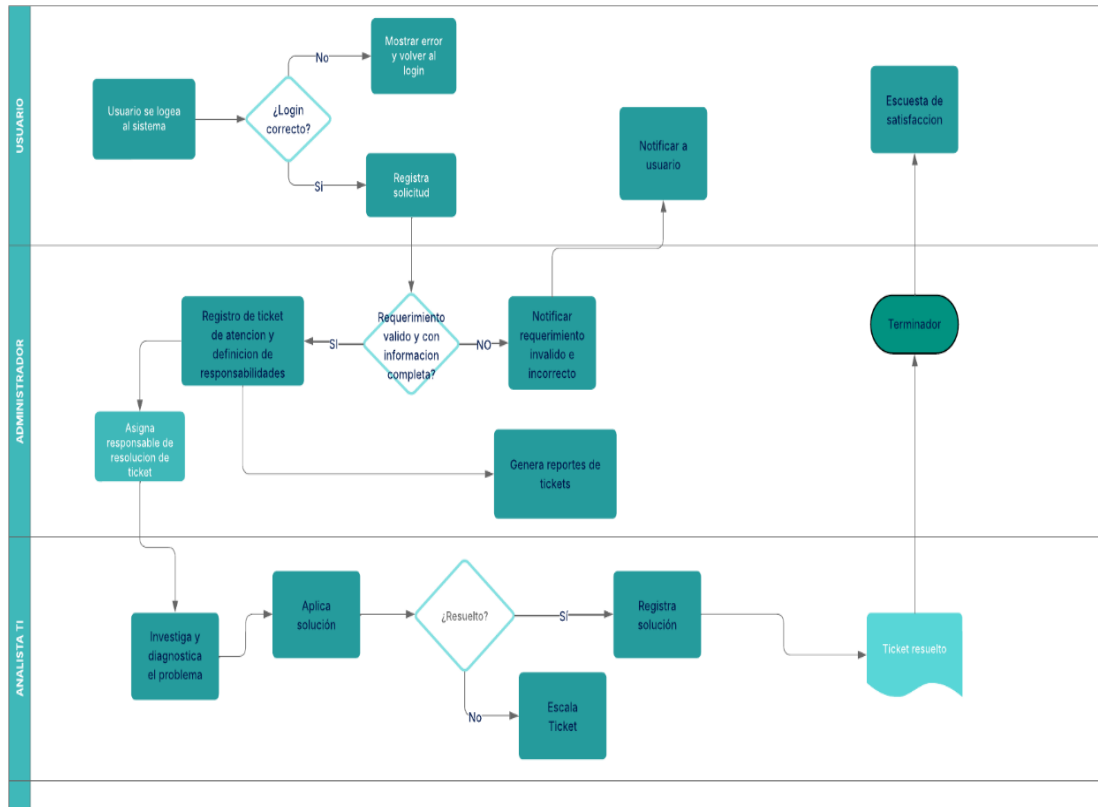 USUARIO
Usuario se logea
al sistema
¿Login
correcto?
No
Mostrar error
y volver al
login
Si
Registra
solicitud
Notificar a
usuario
Escuesta de
satisfaccion
ADMINISTRADOR
Registro de ticket
de atencion y
definicion de
responsabilidades
SI
Requerimiento
valido y con
informacion
completa?
NO
Notificar
requerimiento
invalido e
incorrecto
Terminador
Asigna
responsable de
resolucion de
ticket
Genera reportes de
tickets
ANALISTA TI
Investiga y
diagnostica
el problema
Aplica
solución
¿Resuelto?
Sí
Registra
solución
Ticket resuelto
No
Escala
Ticket